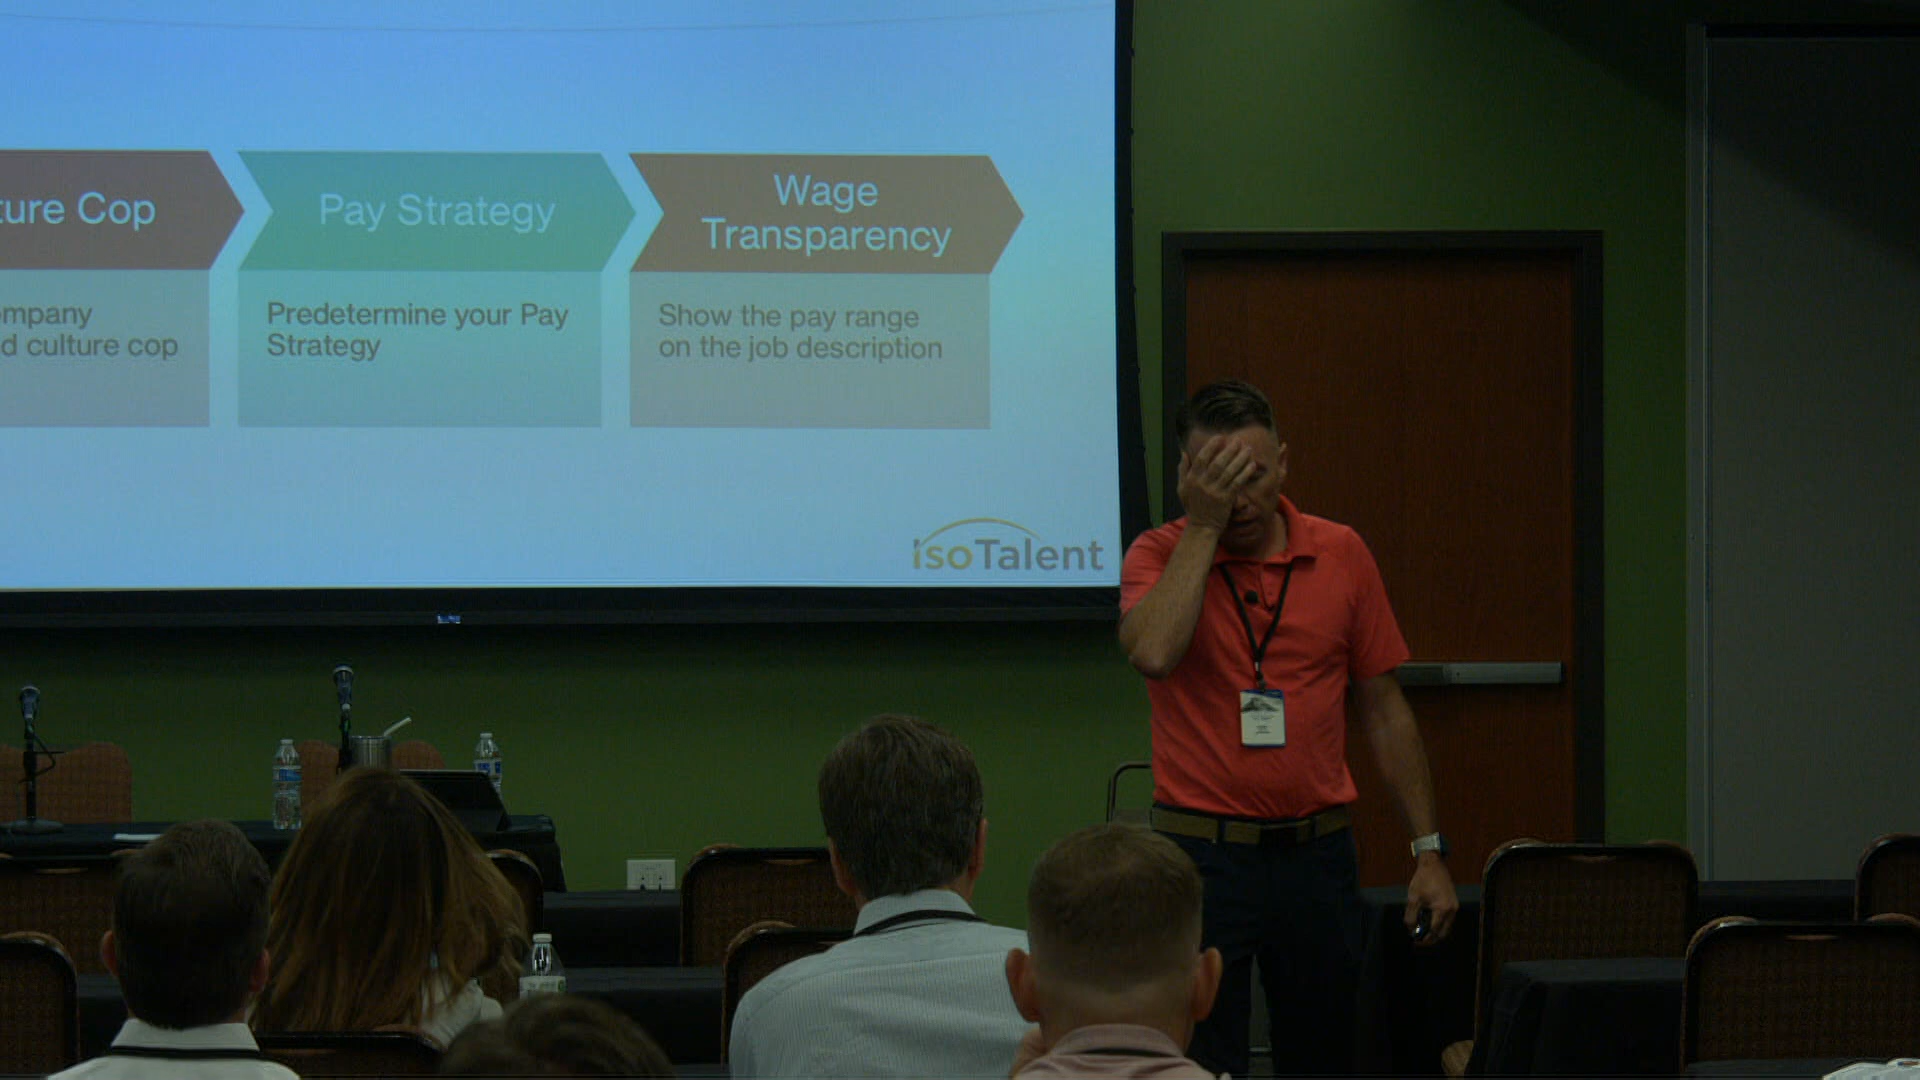 ture Cop
Pay Strategy
Wage
Transparency
ompany
d culture cop
Predetermine your Pay
Strategy
Show the pay range
on the job description
isoTalent